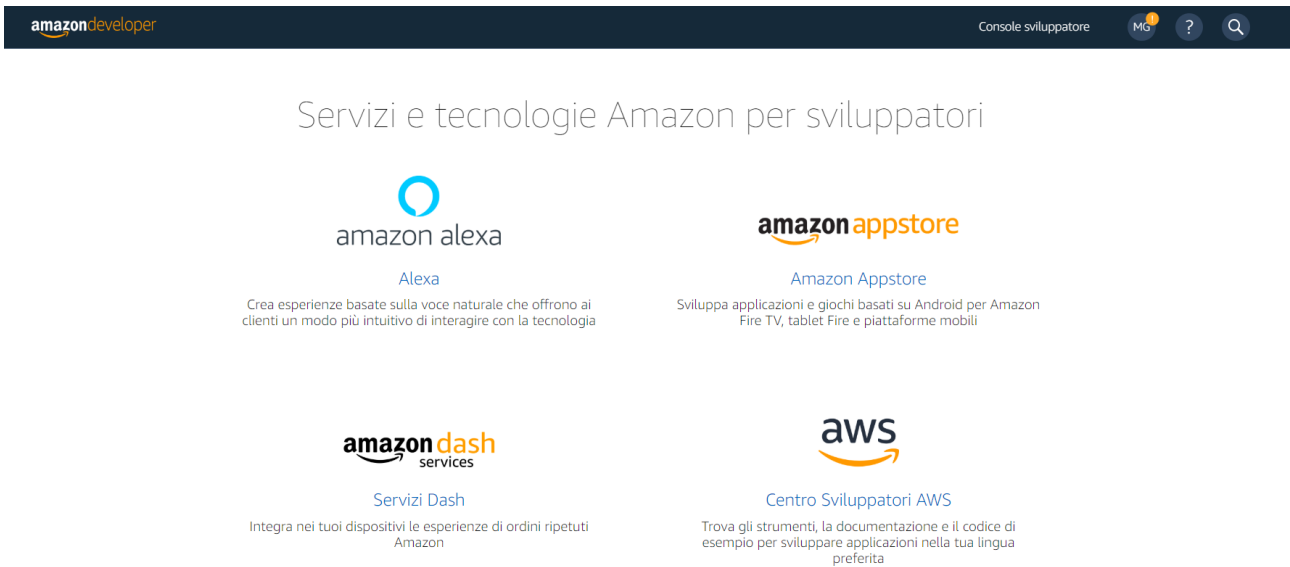 amazondeveloper
Console sviluppatore
MG
!
?
Servizi e tecnologie Amazon per sviluppatori
amazon alexa
Alexa
Crea esperienze basate sulla voce naturale che offrono ai
clienti un modo più intuitivo di interagire con la tecnologia
amazon appstore
Amazon Appstore
Sviluppa applicazioni e giochi basati su Android per Amazon
Fire TV, tablet Fire e piattaforme mobili
amazon dash
services
Servizi Dash
Integra nei tuoi dispositivi le esperienze di ordini ripetuti
Amazon
aws
Centro Sviluppatori AWS
Trova gli strumenti, la documentazione e il codice di
esempio per sviluppare applicazioni nella tua lingua
preferita